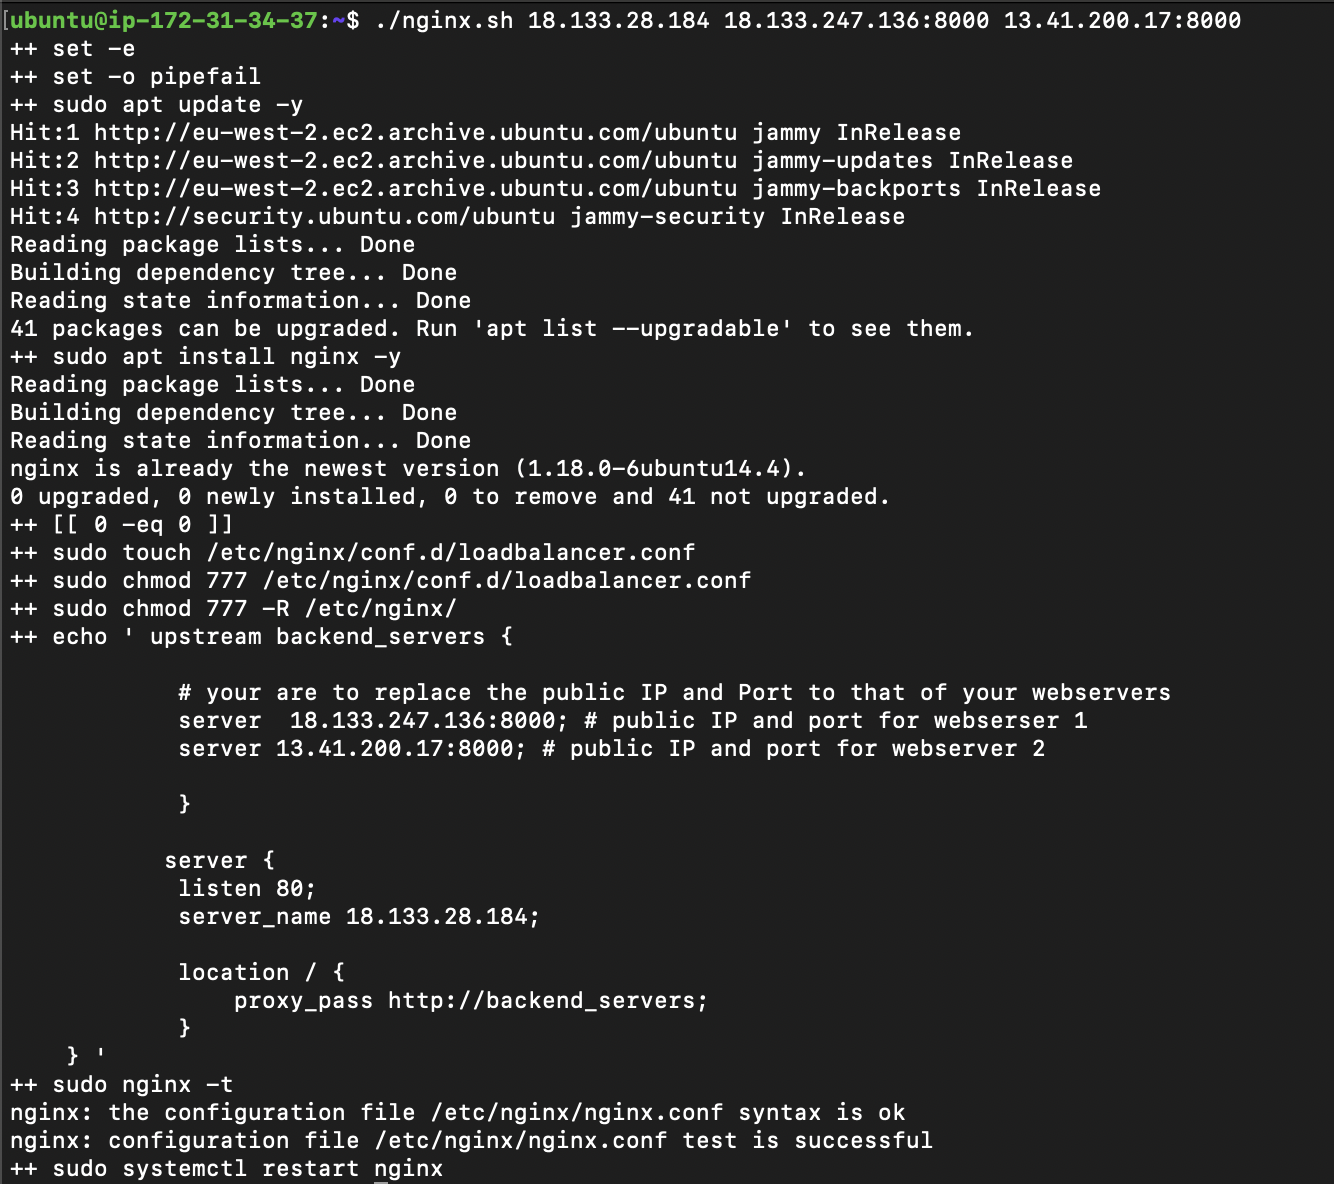 [ubuntu@ip-172-31-34-37:~$ ./nginx.sh 18.133.28.184 18.133.247.136:8000 13.41.200.17:8000
++ set -e
++ set -o pipefail
++ sudo apt update -y
Hit:1 http://eu-west-2.ec2.archive.ubuntu.com/ubuntu jammy InRelease
Hit:2 http://eu-west-2.ec2.archive.ubuntu.com/ubuntu jammy-updates InRelease
Hit:3 http://eu-west-2.ec2.archive.ubuntu.com/ubuntu jammy-backports InRelease
Hit:4 http://security.ubuntu.com/ubuntu jammy-security InRelease
Reading package lists... Done
Building dependency tree... Done
Reading state information... Done
41 packages can be upgraded. Run 'apt list --upgradable' to see them.
++ sudo apt install nginx -y
Reading package lists... Done
Building dependency tree... Done
Reading state information... Done
nginx is already the newest version (1.18.0-6ubuntu14.4).
0 upgraded, 0 newly installed, 0 to remove and 41 not upgraded.
++ [[ 0 -eq 0 ]]
++ sudo touch /etc/nginx/conf.d/loadbalancer.conf
++ sudo chmod 777 /etc/nginx/conf.d/loadbalancer.conf
++ sudo chmod 777 -R /etc/nginx/
++ echo ' upstream backend_servers {
# your are to replace the public IP and Port to that of your webservers
server  18.133.247.136:8000; # public IP and port for webserser 1
server 13.41.200.17:8000; # public IP and port for webserver 2
}
server {
listen 80;
server_name 18.133.28.184;
location / {
proxy_pass http://backend_servers;
}
} '
++ sudo nginx -t
nginx: the configuration file /etc/nginx/nginx.conf syntax is ok
nginx: configuration file /etc/nginx/nginx.conf test is successful
++ sudo systemctl restart nginx